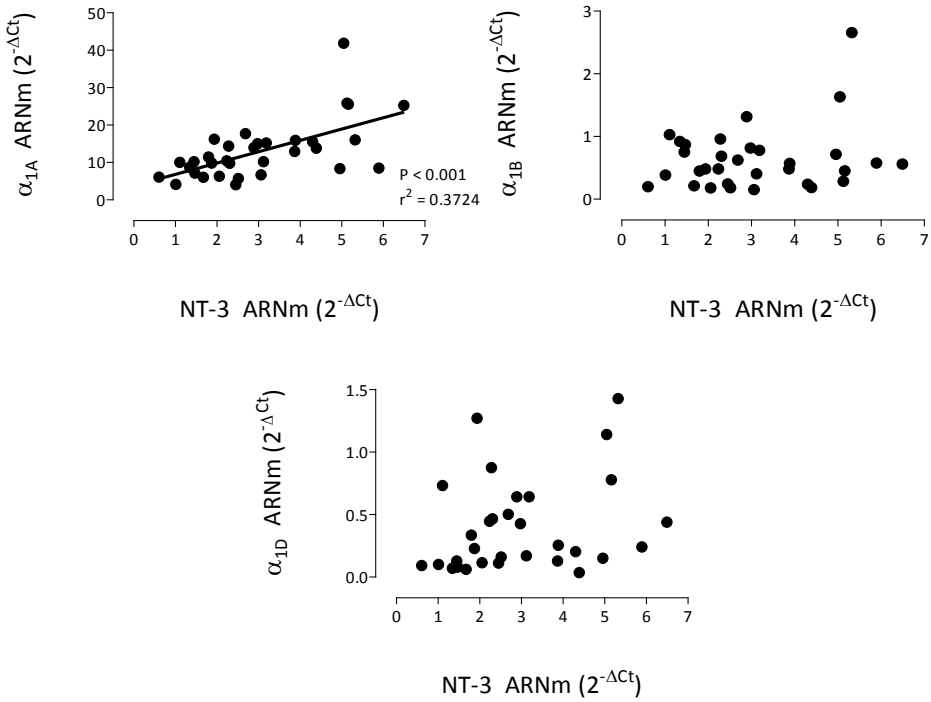 α1A ARNm (2-ΔCt)
50
40
30
20
10
0
P < 0.001
r2 = 0.3724
0 1 2 3 4 5 6 7
NT-3 ARNm (2-ΔCt)
α1B ARNm (2-ΔCt)
3
2
1
0
0 1 2 3 4 5 6 7
NT-3 ARNm (2-ΔCt)
α1D ARNm (2-ΔCt)
1.5
1.0
0.5
0.0
0 1 2 3 4 5 6 7
NT-3 ARNm (2-ΔCt)